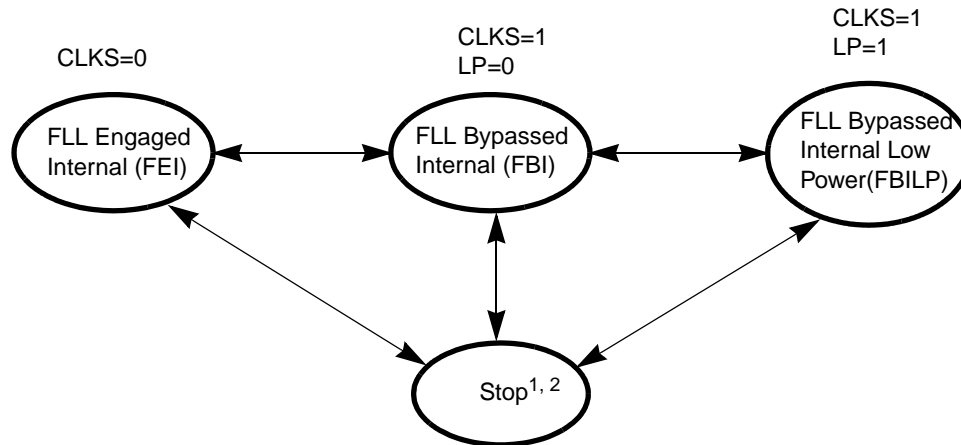 CLKS=0
CLKS=1
LP=0
CLKS=1
LP=1
FLL Engaged
Internal (FEI)
FLL Bypassed
Internal (FBI)
FLL Bypassed
Internal Low
Power(FBILP)
Stop1, 2